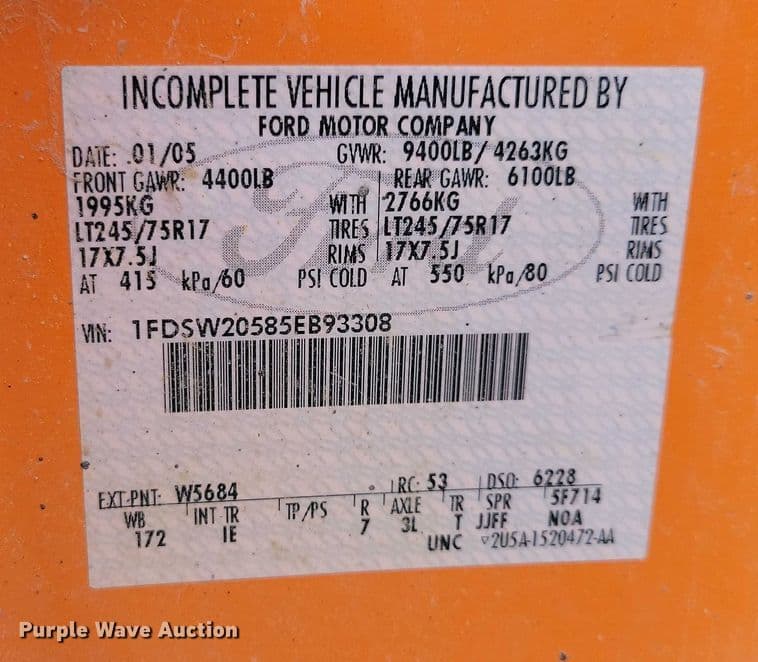 INCOMPLETE VEHICLE MANUFACTURED BY
FORD MOTOR COMPANY
DATE: 01/05 GVWR: 9400LB/ 4263KG
FRONT GAWR: 4400LB REAR GAWR: 6100LB
1995KG WITH 2766KG WITH
LT245/75R17 TIRES LT245/75R17 TIRES
17X7.5J RIMS 17X7.5J RIMS
AT 415 kPa/60 PSI COLD AT 550 kPa/80 PSI COLD
VIN: 1FDSW20585EB93308
EXT-PNT: W5684 RC: 53 DSO: 6228
WB INT TR TP/PS R AXLE TR SPR 5F714
172 IE 7 3L T JJFF NOA
UNC ▽2U5A-1520472-AA
Ford
Purple Wave Auction